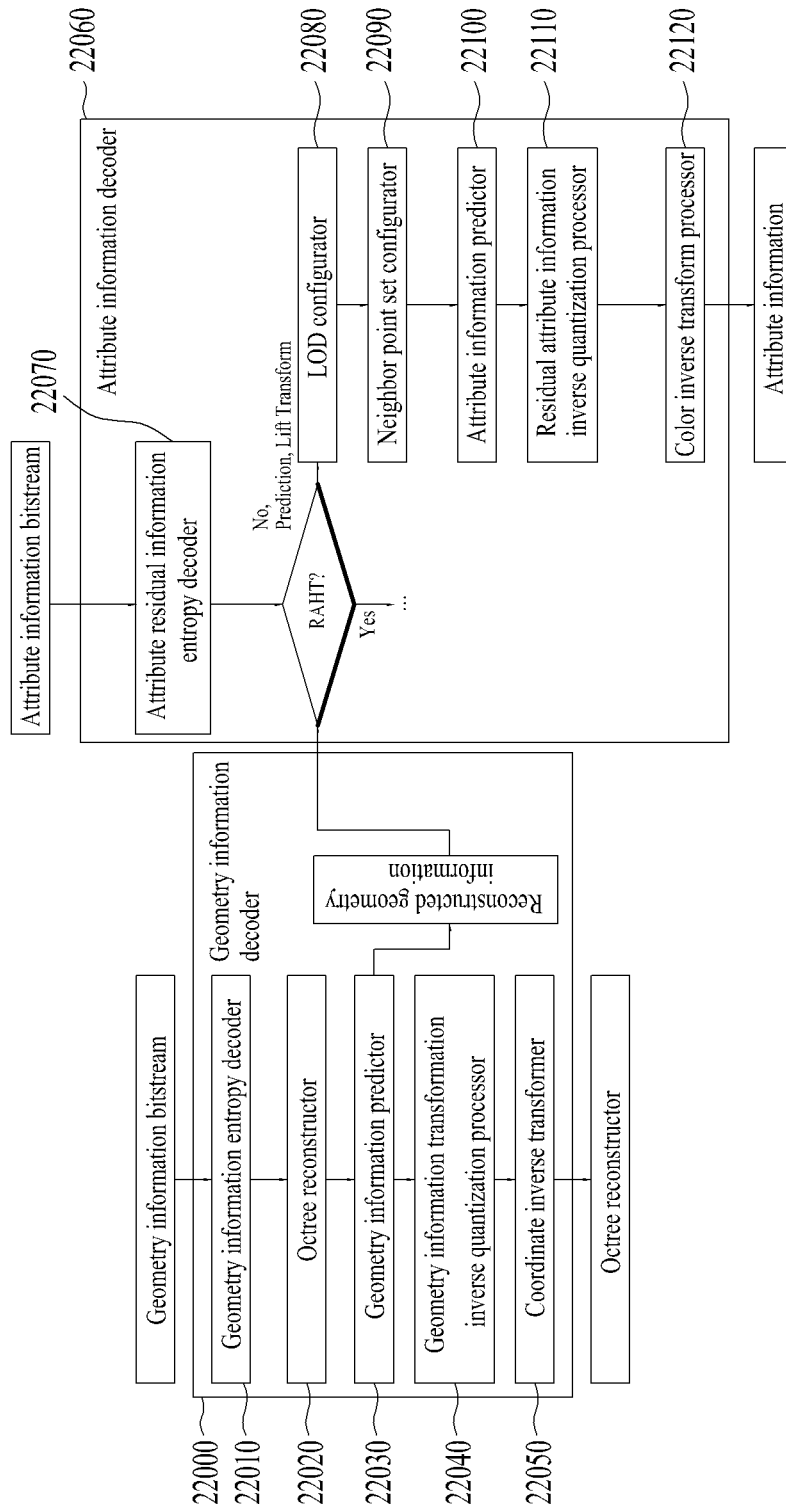 22000
Geometry information bitstream
Geometry information
decoder
22010
Geometry information entropy decoder
22020
Octree reconstructor
22030
Geometry information predictor
Reconstructed geometry
information
22040
Geometry information transformation
inverse quantization processor
22050
Coordinate inverse transformer
Octree reconstructor
Attribute information bitstream
22060
Attribute information decoder
22070
Attribute residual information
entropy decoder
RAHT?
No,
Prediction, Lift Transform
Yes
...
LOD configurator
22080
Neighbor point set configurator
22090
Attribute information predictor
22100
Residual attribute information
inverse quantization processor
22110
Color inverse transform processor
22120
Attribute information